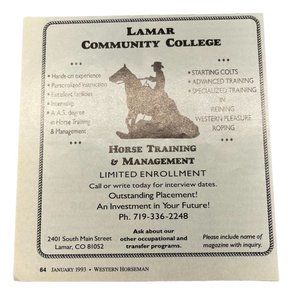 LAMAR
COMMUNITY COLLEGE
• Hands-on experience
• Personalized instruction
• Excellent facilities
• Internship
• A.A.S. degree
in Horse Training
& Management
• STARTING COLTS
• ADVANCED TRAINING
• SPECIALIZED TRAINING
IN
REINING
WESTERN PLEASURE
ROPING
HORSE TRAINING
& MANAGEMENT
LIMITED ENROLLMENT
Call or write today for interview dates.
Outstanding Placement!
An Investment in Your Future!
Ph. 719-336-2248
2401 South Main Street
Lamar, CO 81052
Ask about our
other occupational and
transfer programs.
Please include name of
magazine with inquiry.
64 JANUARY 1993 • WESTERN HORSEMAN